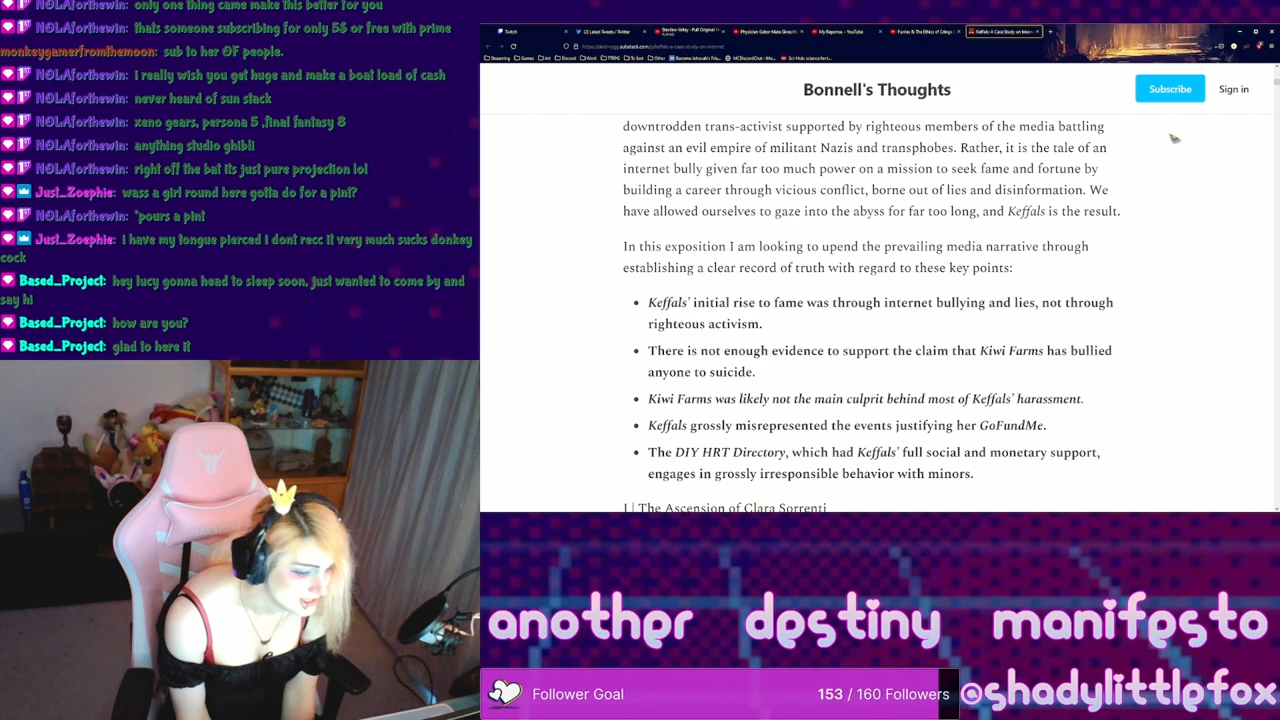 NOLAforthewin: only one thing came make this better for you
NOLAforthewin: thats someone subscribing for only 5$ or free with prime
monkeygamerfromthemoon: sub to her OF people
NOLAforthewin: i really wish you get big and make a boat load of cash
NOLAforthewin: never heard of sun stack
NOLAforthewin: xeno gears, persona 5 ,final fantasy 8
NOLAforthewin: anything studio ghibli
NOLAforthewin: right off the bat its just pure projection lol
Just_Zoephie: wass a girl round here gotta do for a pint?
NOLAforthewin: *pours a pint
Just_Zoephie: i have my tongue pierced i dont recc it very much sucks donkey
cock
Based_Project: hey lucy gonna head to sleep soon, just wanted to come by and
say hi
Based_Project: how are you?
Based_Project: glad to here it
Twitch
(2) Latest Tweets / Twitter
My Response. - YouTube
Bonnell's Thoughts
Subscribe
Sign in
downtrodden trans-activist supported by righteous members of the media battling
against an evil empire of militant Nazis and transphobes. Rather, it is the tale of an
internet bully given far too much power on a mission to seek fame and fortune by
building a career through vicious conflict, borne out of lies and disinformation. We
have allowed ourselves to gaze into the abyss for far too long, and Keffals is the result.
In this exposition I am looking to upend the prevailing media narrative through
establishing a clear record of truth with regard to these key points:
• Keffals' initial rise to fame was through internet bullying and lies, not through
righteous activism.
• There is not enough evidence to support the claim that Kiwi Farms has bullied
anyone to suicide.
• Kiwi Farms was likely not the main culprit behind most of Keffals' harassment.
• Keffals grossly misrepresented the events justifying her GoFundMe.
• The DIY HRT Directory, which had Keffals' full social and monetary support,
engages in grossly irresponsible behavior with minors.
I | The Ascension of Clara Sorrenti
another destiny manifesto
Follower Goal
153 / 160 Followers
@shadylittlefox